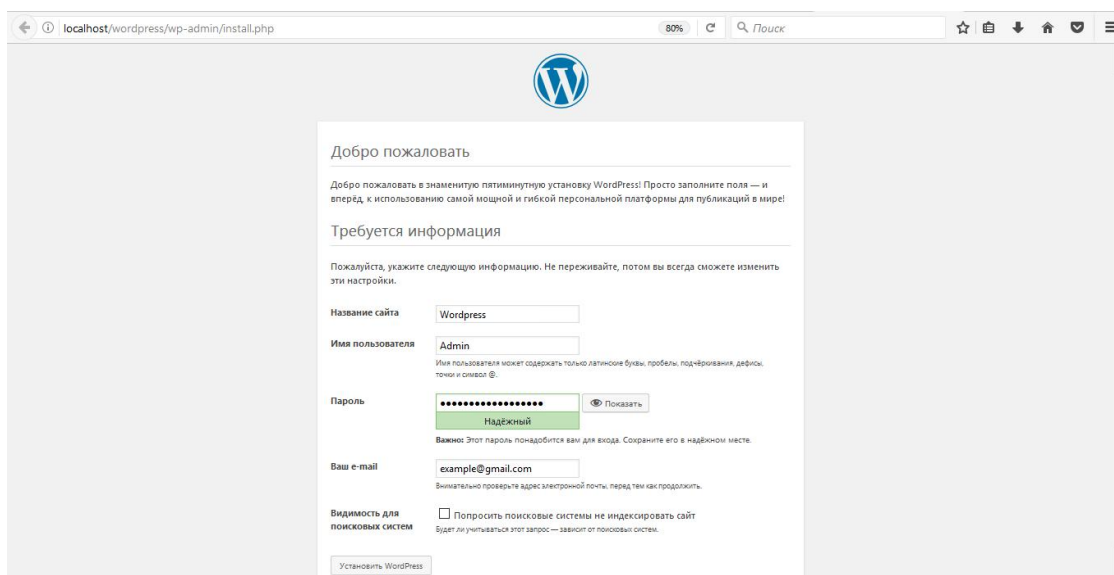 localhost/wordpress/wp-admin/install.php
80%
Поиск
Добро пожаловать
Добро пожаловать в знаменитую пятиминутную установку WordPress! Просто заполните поля — и
вперёд, к использованию самой мощной и гибкой персональной платформы для публикаций в мире!
Требуется информация
Пожалуйста, укажите следующую информацию. Не переживайте, потом вы всегда сможете изменить
эти настройки.
Название сайта
Wordpress
Имя пользователя
Admin
Имя пользователя может содержать только латинские буквы, пробелы, подчёркивания, дефисы,
точки и символ @.
Пароль
Показать
Надёжный
Важно: Этот пароль понадобится вам для входа. Сохраните его в надёжном месте.
Ваш e-mail
example@gmail.com
Внимательно проверьте адрес электронной почты, перед тем как продолжить.
Видимость для
поисковых систем
Попросить поисковые системы не индексировать сайт
Будет ли учитываться этот запрос — зависит от поисковых систем.
Установить WordPress